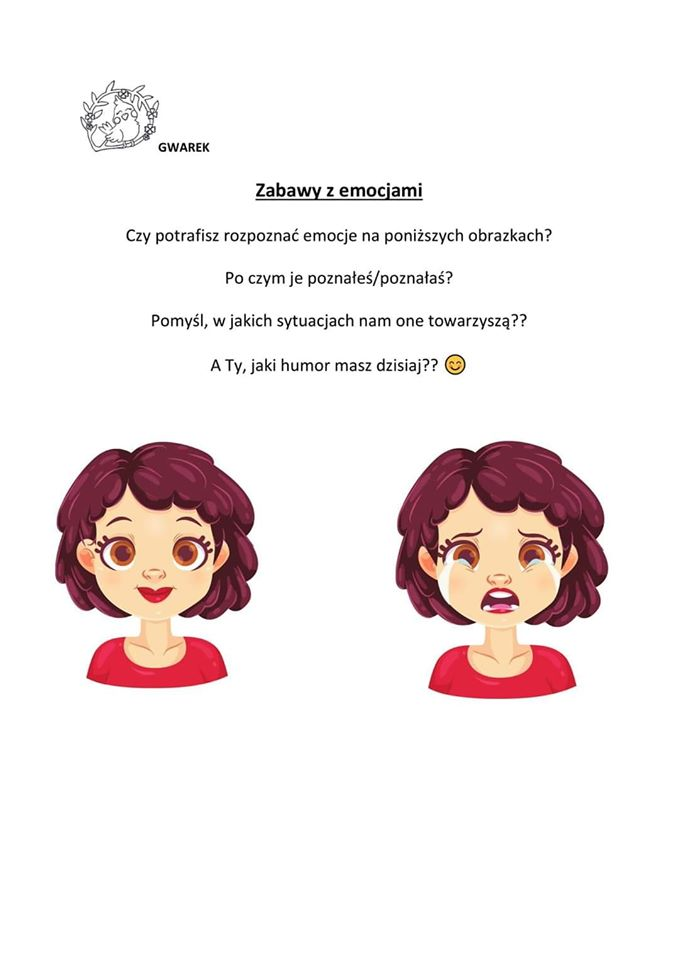 GWAREK
Zabawy z emocjami
Czy potrafisz rozpoznać emocje na poniższych obrazkach?
Po czym je poznałeś/poznałaś?
Pomyśl, w jakich sytuacjach nam one towarzyszą??
A Ty, jaki humor masz dzisiaj?? 😊